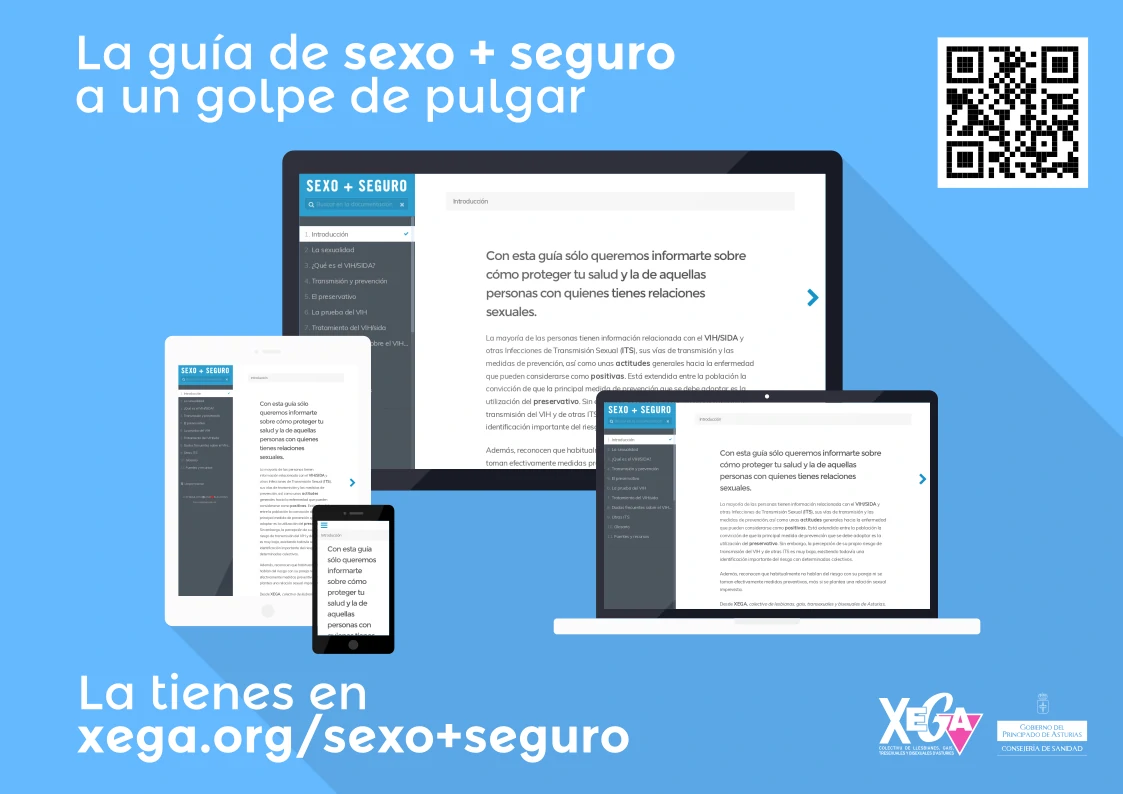 La guía de sexo + seguro
a un golpe de pulgar
SEXO + SEGURO
Buscar en la documentación
1. Introducción
2. La sexualidad
3. ¿Qué es el VIH/SIDA?
4. Transmisión y prevención
5. El preservativo
6. La prueba del VIH
7. Tratamiento del VIH/sida
obre el VIH...
Introducción
Con esta guía sólo queremos informarte sobre
cómo proteger tu salud y la de aquellas
personas con quienes tienes relaciones
sexuales.
La mayoría de las personas tienen información relacionada con el VIH/SIDA y
otras Infecciones de Transmisión Sexual (ITS), sus vías de transmisión y las
medidas de prevención, así como unas actitudes generales hacia la enfermedad
que pueden considerarse como positivas. Está extendida entre la población la
convicción de que la principal medida de prevención que se debe adoptar es la
utilización del preservativo. Sin
transmisión del VIH y de otras ITS
identificación importante del ries
Además, reconocen que habitual
toman efectivamente medidas pr
SEXO + SEGURO
Introducción
Con esta guía sólo
queremos informarte
sobre cómo proteger tu
salud y la de aquellas
personas con quienes
tienes relaciones
sexuales.
Introducción
Con esta guía
sólo queremos
informarte
sobre cómo
proteger tu
salud y la de
aquellas
personas con
quienes tienes
SEXO + SEGURO
Introducción
La sexualidad
¿Qué es el VIH/SIDA?
Transmisión y prevención
El preservativo
La prueba del VIH
Tratamiento del VIH/sida
Dudas frecuentes sobre el VIH...
Otras ITS
Glosario
Fuentes y recursos
Introducción
Con esta guía sólo queremos informarte sobre
cómo proteger tu salud y la de aquellas
personas con quienes tienes relaciones
sexuales.
La mayoría de las personas tienen información relacionada con el VIH/SIDA y
otras Infecciones de Transmisión Sexual (ITS), sus vías de transmisión y las
medidas de prevención, así como unas actitudes generales hacia la enfermedad
que pueden considerarse como positivas. Está extendida entre la población la
convicción de que la principal medida de prevención que se debe adoptar es la
utilización del preservativo. Sin embargo, la percepción de su propio riesgo de
transmisión del VIH y de otras ITS es muy bajo, existiendo todavía una
identificación importante del riesgo con determinados colectivos.
Además, reconocen que habitualmente no hablan del riesgo con su pareja ni se
toman efectivamente medidas preventivas, más si se plantea una relación sexual
esporádica.
Desde XEGA, colectivo de lesbianas, gais, transexuales y bisexuales de Asturias,
La tienes en
xega.org/sexo+seguro
XEGA
COLECTIVO DE LLESBIANES, GAIS,
TRESEXUALES Y BISEXUALES D'ASTURIES
GOBIERNO DEL
PRINCIPADO DE ASTURIAS
CONSEJERÍA DE SANIDAD